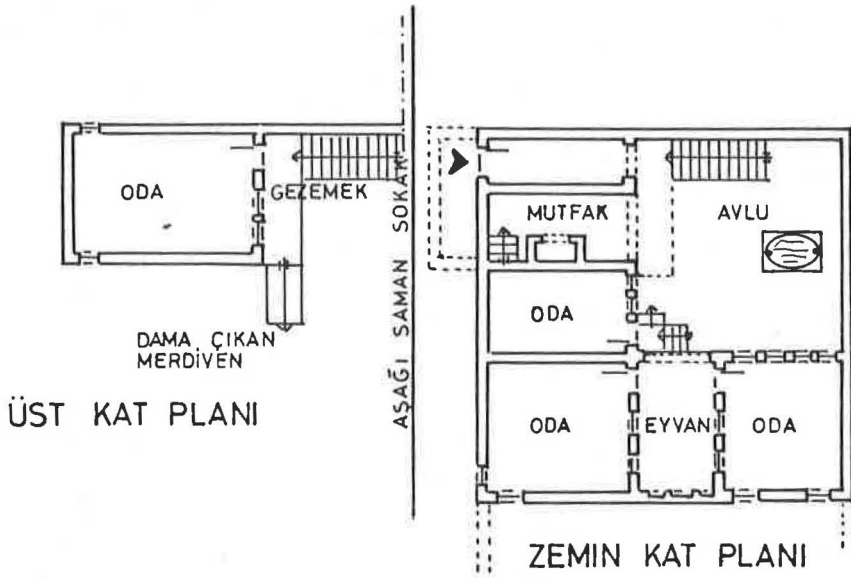 ODA
GEZEMEK
DAMA ÇIKAN
MERDİVEN
ÜST KAT PLANI
AŞAĞI SAMAN SOKAK
MUTFAK
AVLU
ODA
ODA
EYVAN
ODA
ZEMİN KAT PLANI